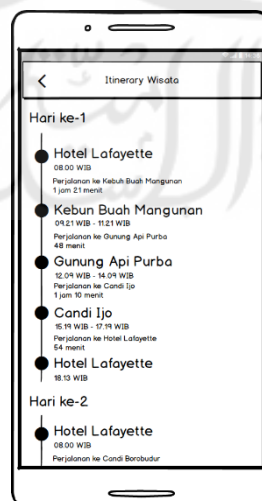 Itinerary Wisata
Hari ke-1
Hotel Lafayette
08.00 WIB
Perjalanan ke Kebuh Buah Mangunan
1 jam 21 menit
Kebun Buah Mangunan
09.21 WIB - 11.21 WIB
Perjalanan ke Gunung Api Purba
48 menit
Gunung Api Purba
12.09 WIB - 14.09 WIB
Perjalanan ke Candi Ijo
1 jam 10 menit
Candi Ijo
15.19 WIB - 17.19 WIB
Perjalanan ke Hotel Lafayette
54 menit
Hotel Lafayette
18.13 WIB
Hari ke-2
Hotel Lafayette
08.00 WIB
Perjalanan ke Candi Borobudur